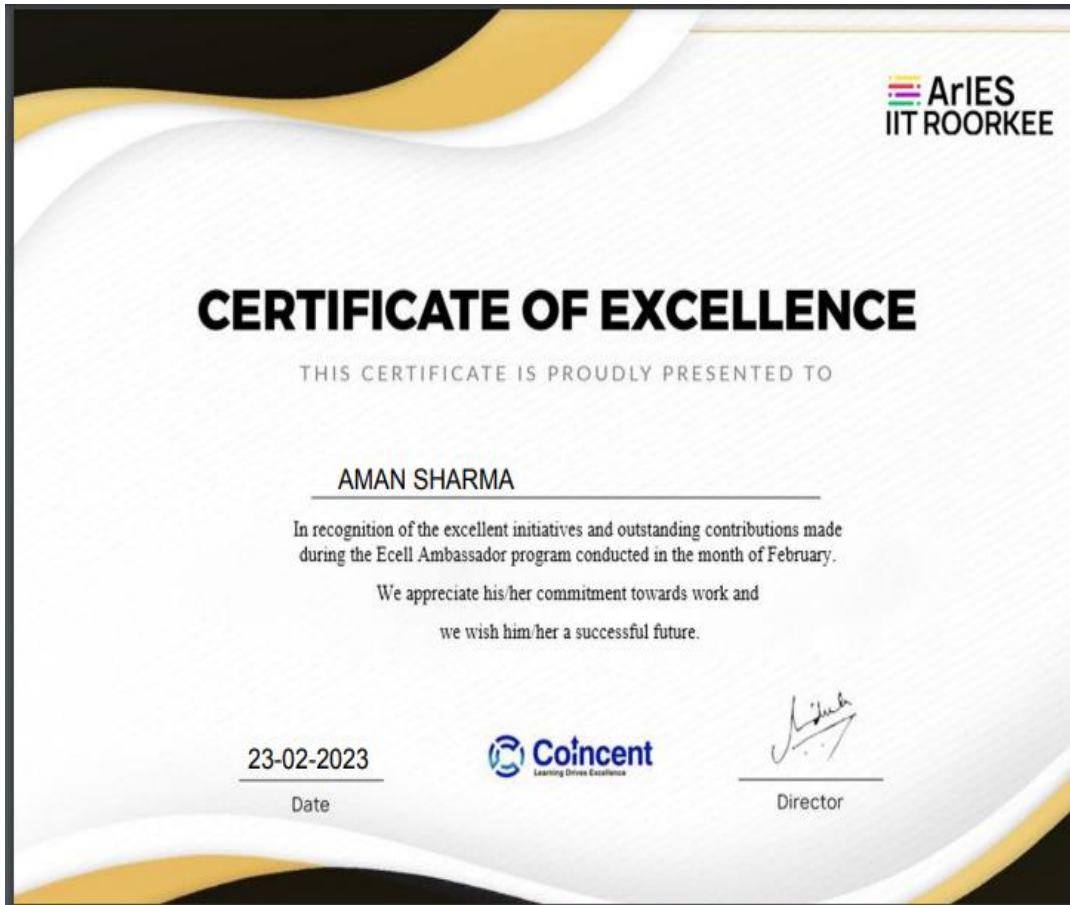 ArIES
IIT ROORKEE
CERTIFICATE OF EXCELLENCE
THIS CERTIFICATE IS PROUDLY PRESENTED TO
AMAN SHARMA
In recognition of the excellent initiatives and outstanding contributions made
during the Ecell Ambassador program conducted in the month of February.
We appreciate his/her commitment towards work and
we wish him/her a successful future.
23-02-2023
Date
Coincent
Learning Drives Excellence
Director